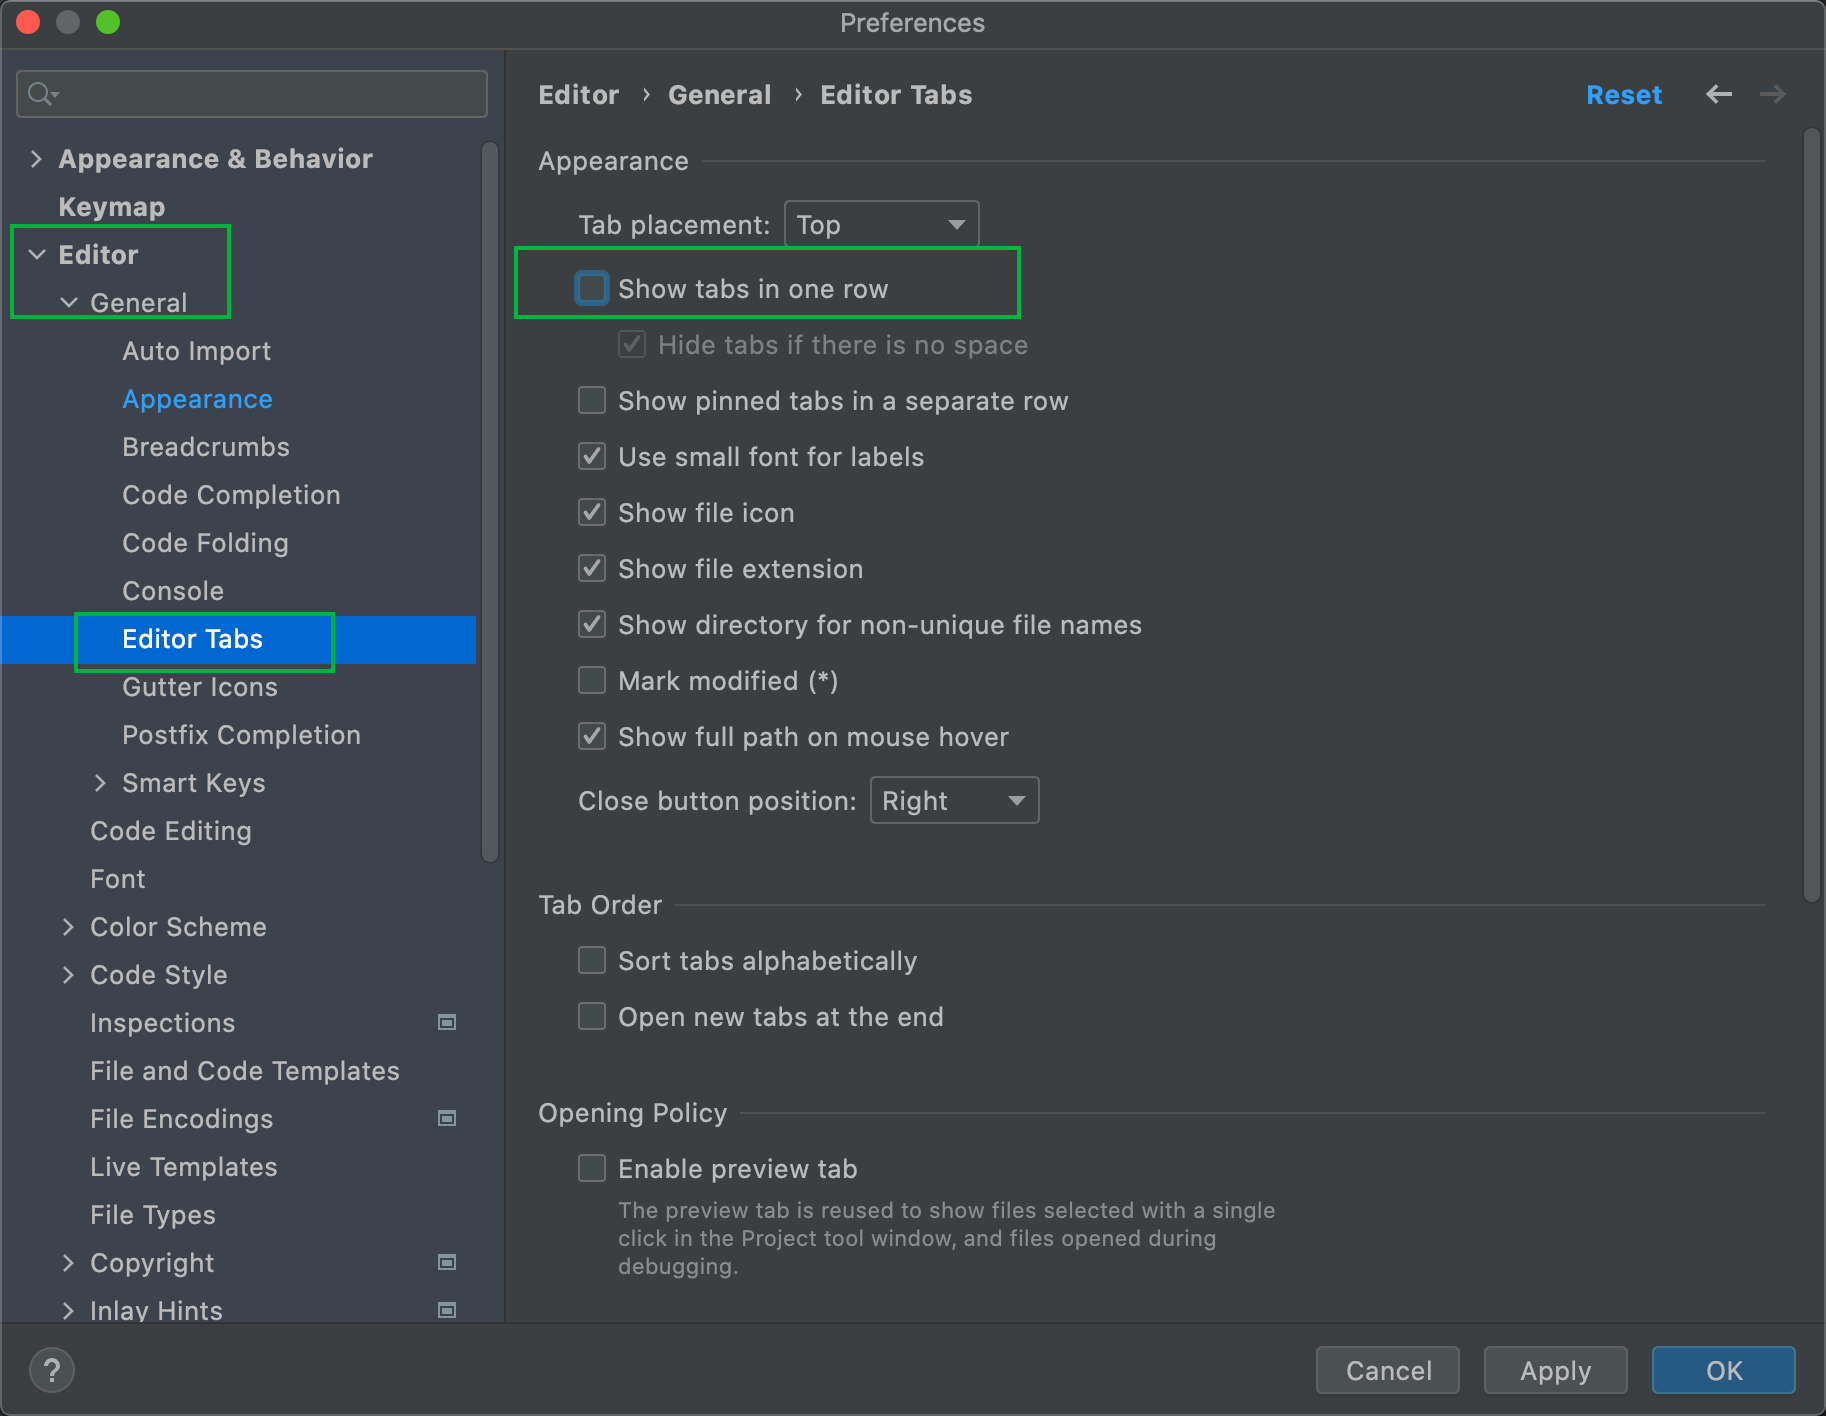 Preferences
Appearance & Behavior
Keymap
Editor
General
Auto Import
Appearance
Breadcrumbs
Code Completion
Code Folding
Console
Editor Tabs
Gutter Icons
Postfix Completion
Smart Keys
Code Editing
Font
Color Scheme
Code Style
Inspections
File and Code Templates
File Encodings
Live Templates
File Types
Copyright
Inlay Hints
Editor › General › Editor Tabs
Reset
Appearance
Tab placement: Top
Show tabs in one row
Hide tabs if there is no space
Show pinned tabs in a separate row
Use small font for labels
Show file icon
Show file extension
Show directory for non-unique file names
Mark modified (*)
Show full path on mouse hover
Close button position: Right
Tab Order
Sort tabs alphabetically
Open new tabs at the end
Opening Policy
Enable preview tab
The preview tab is reused to show files selected with a single
click in the Project tool window, and files opened during
debugging.
?
Cancel
Apply
OK